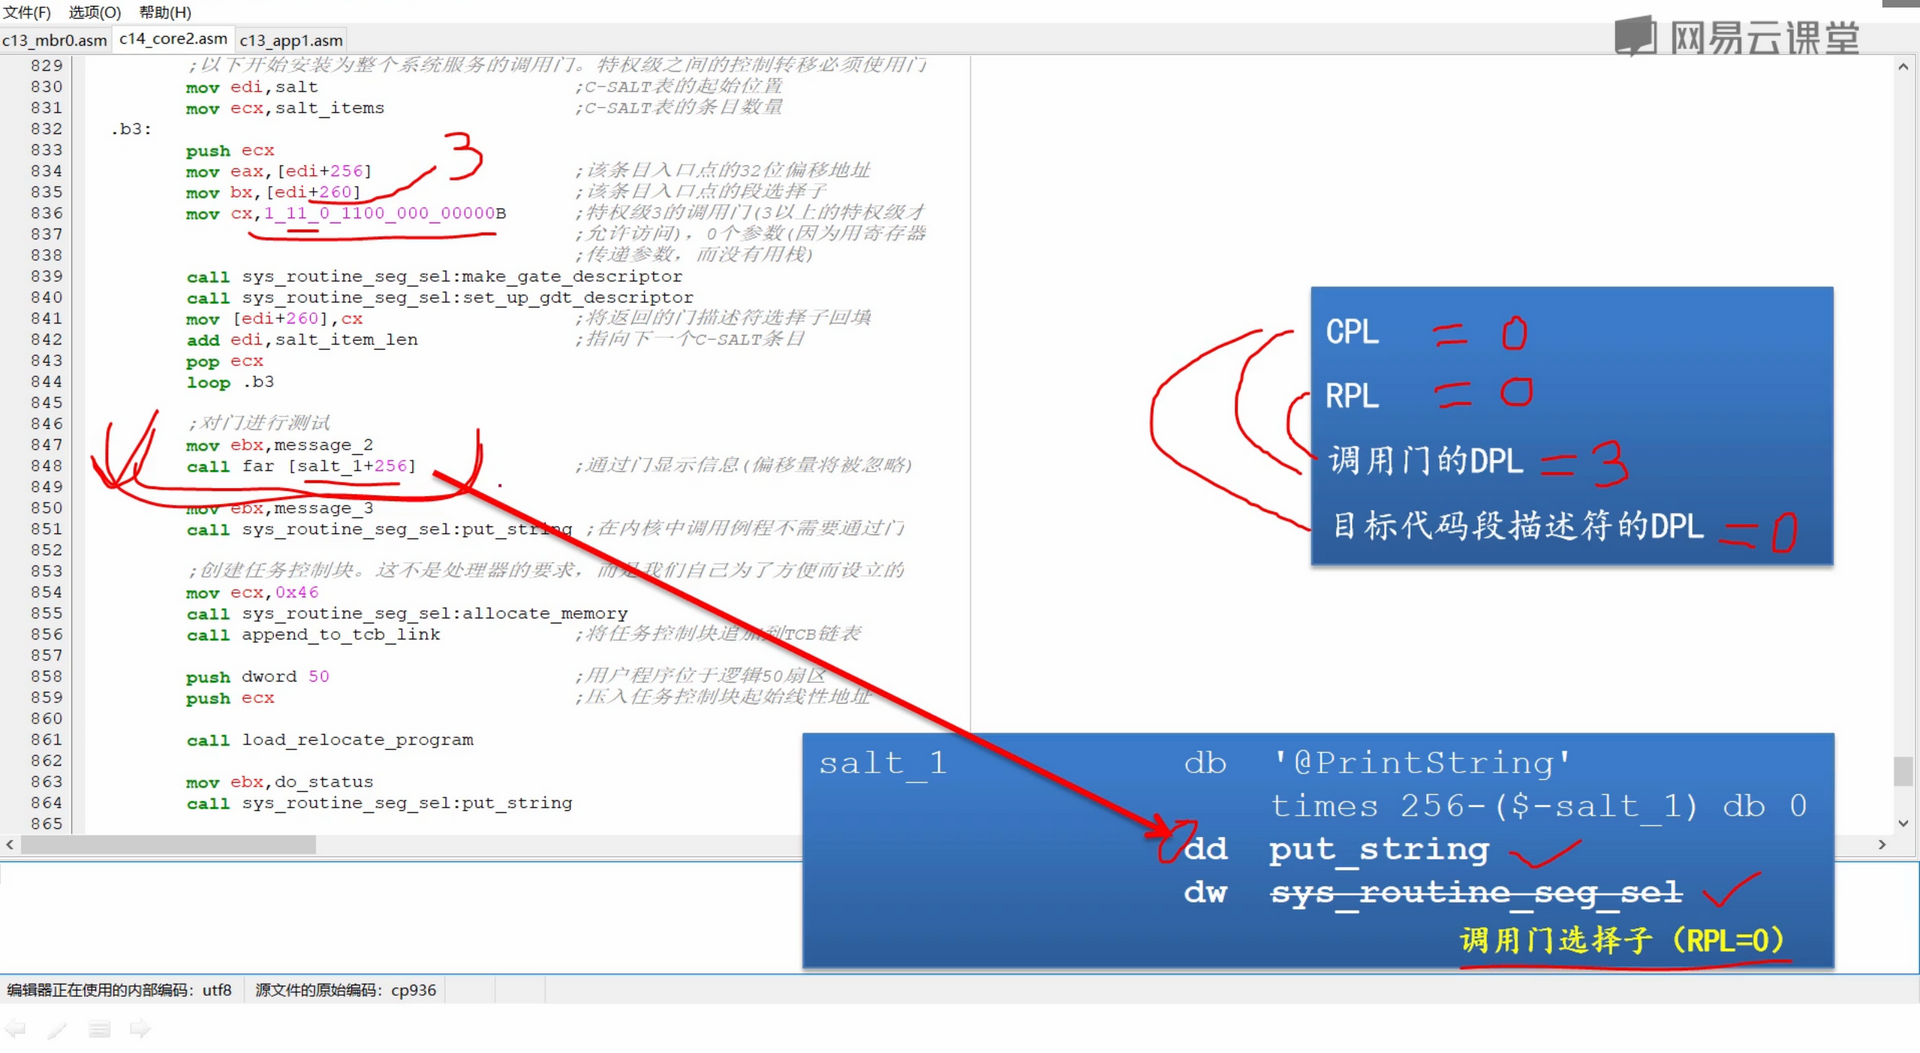 文件(F) 选项(O) 帮助(H)
网易云课堂
c13_mbr0.asm c14_core2.asm c13_app1.asm
829 ;以下开始安装为整个系统服务的调用门。特权级之间的控制转移必须使用门
830 mov edi,salt ;C-SALT表的起始位置
831 mov ecx,salt_items ;C-SALT表的条目数量
832 .b3:
833 push ecx
834 mov eax,[edi+256] ;该条目入口点的32位偏移地址
835 mov bx,[edi+260] ;该条目入口点的段选择子
836 mov cx,1_11_0_1100_000_00000B ;特权级3的调用门(3以上的特权级才
837 ;允许访问)，0个参数(因为用寄存器
838 ;传递参数，而没有用栈)
839 call sys_routine_seg_sel:make_gate_descriptor
840 call sys_routine_seg_sel:set_up_gdt_descriptor
841 mov [edi+260],cx ;将返回的门描述符选择子回填
842 add edi,salt_item_len ;指向下一个C-SALT条目
843 pop ecx
844 loop .b3
845
846 ;对门进行测试
847 mov ebx,message_2
848 call far [salt_1+256] ;通过门显示信息(偏移量将被忽略)
849
850 mov ebx,message_3
851 call sys_routine_seg_sel:put_string ;在内核中调用例程不需要通过门
852
853 ;创建任务控制块。这不是处理器的要求，而是我们自己为了方便而设立的
854 mov ecx,0x46
855 call sys_routine_seg_sel:allocate_memory
856 call append_to_tcb_link ;将任务控制块追加到TCB链表
857
858 push dword 50 ;用户程序位于逻辑50扇区
859 push ecx ;压入任务控制块起始线性地址
860
861 call load_relocate_program
862
863 mov ebx,do_status
864 call sys_routine_seg_sel:put_string
865
3
CPL = 0
RPL = 0
调用门的DPL = 3
目标代码段描述符的DPL = 0
salt_1 db '@PrintString'
times 256-($-salt_1) db 0
dd put_string
dw sys_routine_seg_sel
调用门选择子（RPL=0）
编辑器正在使用的内部编码：utf8 源文件的原始编码：cp936